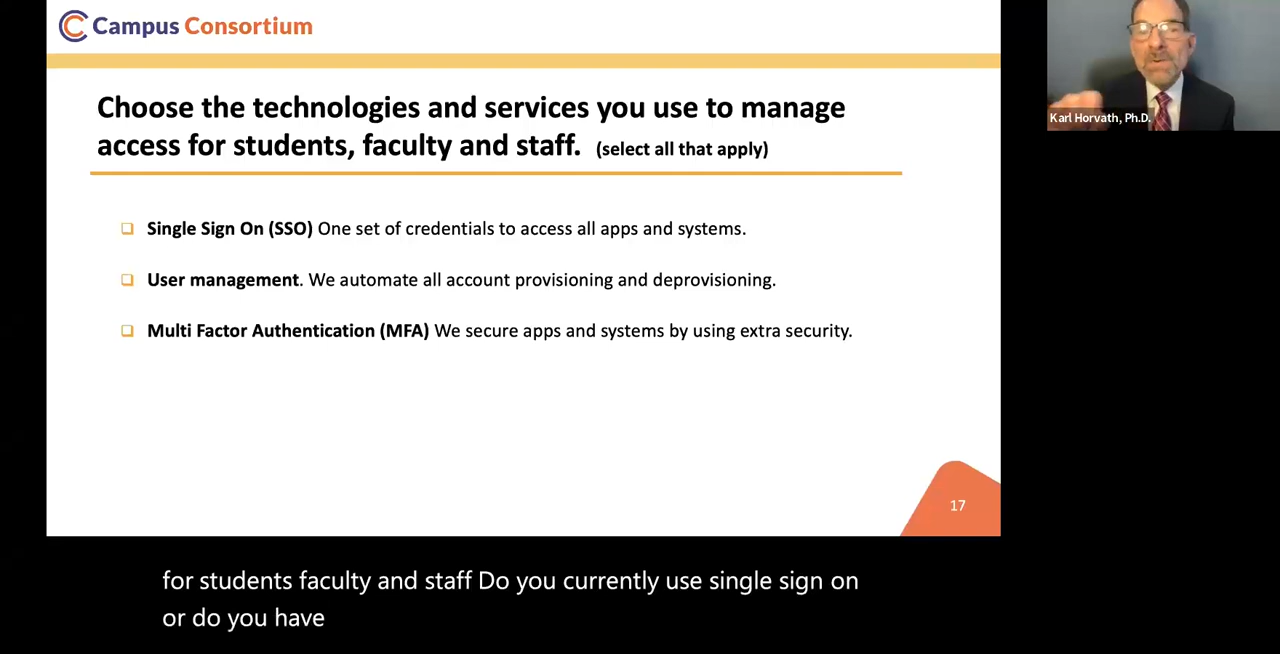 Campus Consortium
Choose the technologies and services you use to manage
access for students, faculty and staff. (select all that apply)
Single Sign On (SSO) One set of credentials to access all apps and systems.
User management. We automate all account provisioning and deprovisioning.
Multi Factor Authentication (MFA) We secure apps and systems by using extra security.
17
Karl Horvath, Ph.D.
for students faculty and staff Do you currently use single sign on
or do you have